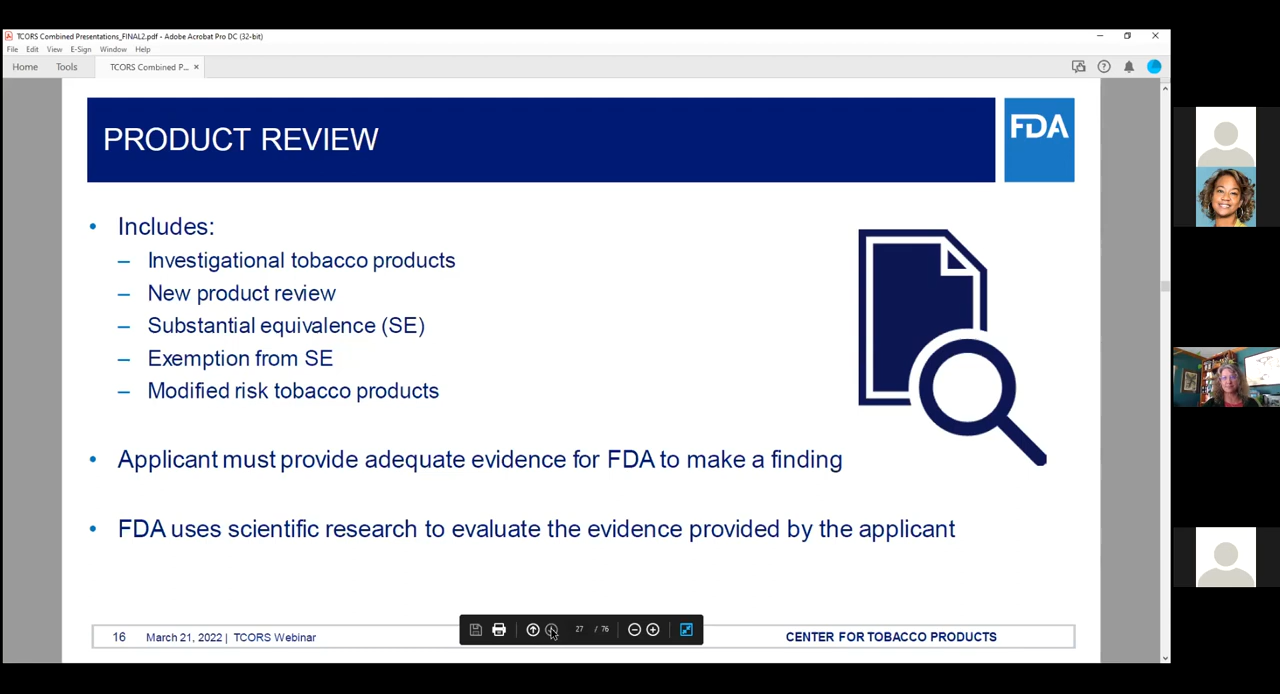 TCORS Combined Presentations_FINAL2.pdf - Adobe Acrobat Pro DC (32-bit)
File Edit View E-Sign Window Help
Home Tools TCORS Combined P... ×
PRODUCT REVIEW
FDA
• Includes:
– Investigational tobacco products
– New product review
– Substantial equivalence (SE)
– Exemption from SE
– Modified risk tobacco products
• Applicant must provide adequate evidence for FDA to make a finding
• FDA uses scientific research to evaluate the evidence provided by the applicant
27 / 76
16 March 21, 2022 | TCORS Webinar
CENTER FOR TOBACCO PRODUCTS